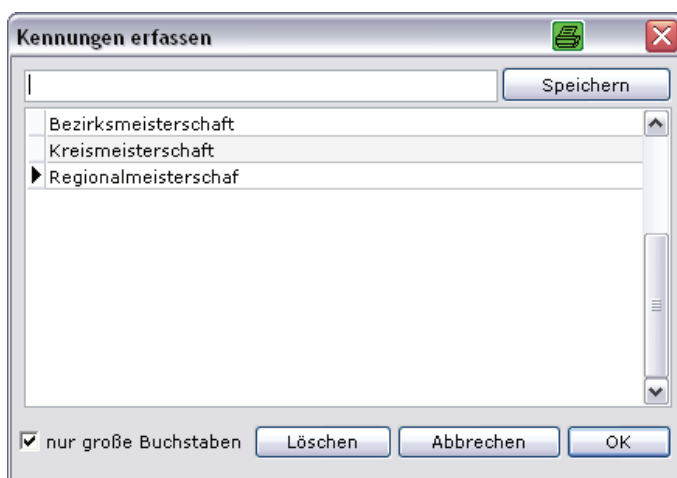 Kennungen erfassen
Speichern
Bezirksmeisterschaft
Kreismeisterschaft
Regionalmeisterschaf
nur große Buchstaben Löschen Abbrechen OK